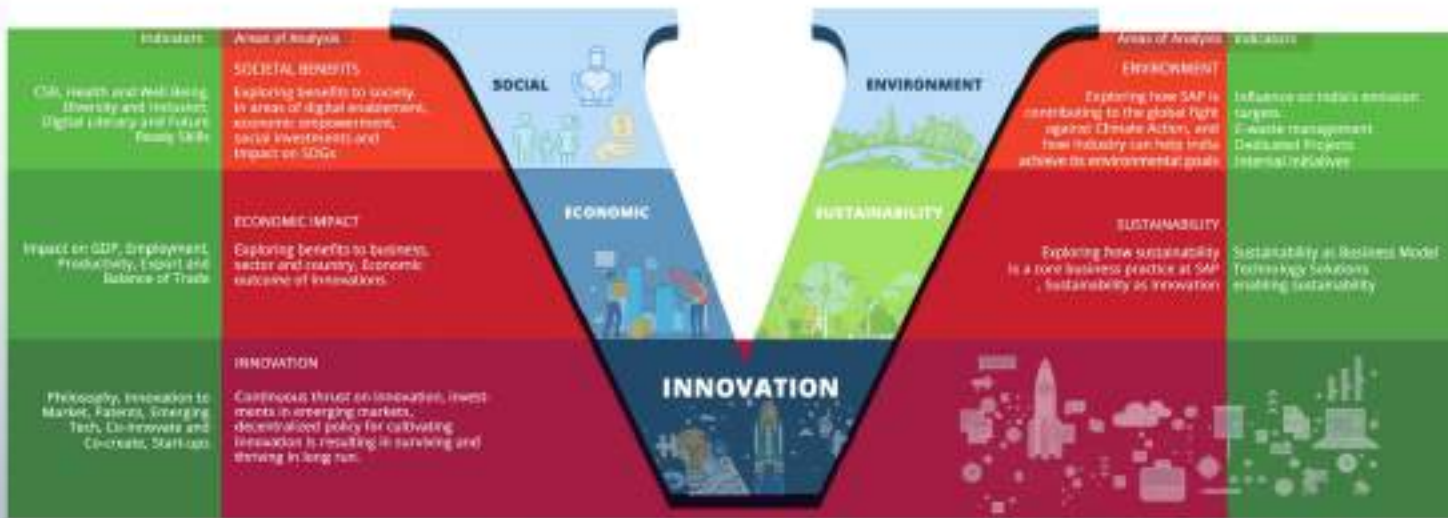 Indicators
Areas of Analysis
SOCIETAL BENEFITS
CSR, Health and Well Being,
Diversity and Inclusion,
Digital Literacy and Future
Ready Skills
Exploring benefits to society.
In areas of digital enablement,
economic empowerment,
social investments and
Impact on SDGs
SOCIAL
ECONOMIC IMPACT
Impact on GDP, Employment,
Productivity, Export and
Balance of Trade
Exploring benefits to business,
sector and country, Economic
outcome of innovations.
ECONOMIC
INNOVATION
Philosophy, Innovation to
Market, Patents, Emerging
Tech, Co-innovate and
Co-create, Start-ups
Continuous thrust on innovation, invest-
ments in emerging markets,
decentralized policy for cultivating
innovation is resulting in surviving and
thriving in long run.
INNOVATION
ENVIRONMENT
SUSTAINABILITY
Areas of Analysis
Indicators
ENVIRONMENT
Exploring how SAP is
contributing to the global fight
against Climate Action, and
how Industry can help India
achieve its environmental goals
Influence on India's emission
targets.
E-waste management
Dedicated Projects
Internal Initiatives
SUSTAINABILITY
Exploring how sustainability
is a core business practice at SAP
, Sustainability as Innovation
Sustainability as Business Model
Technology Solutions
enabling sustainability